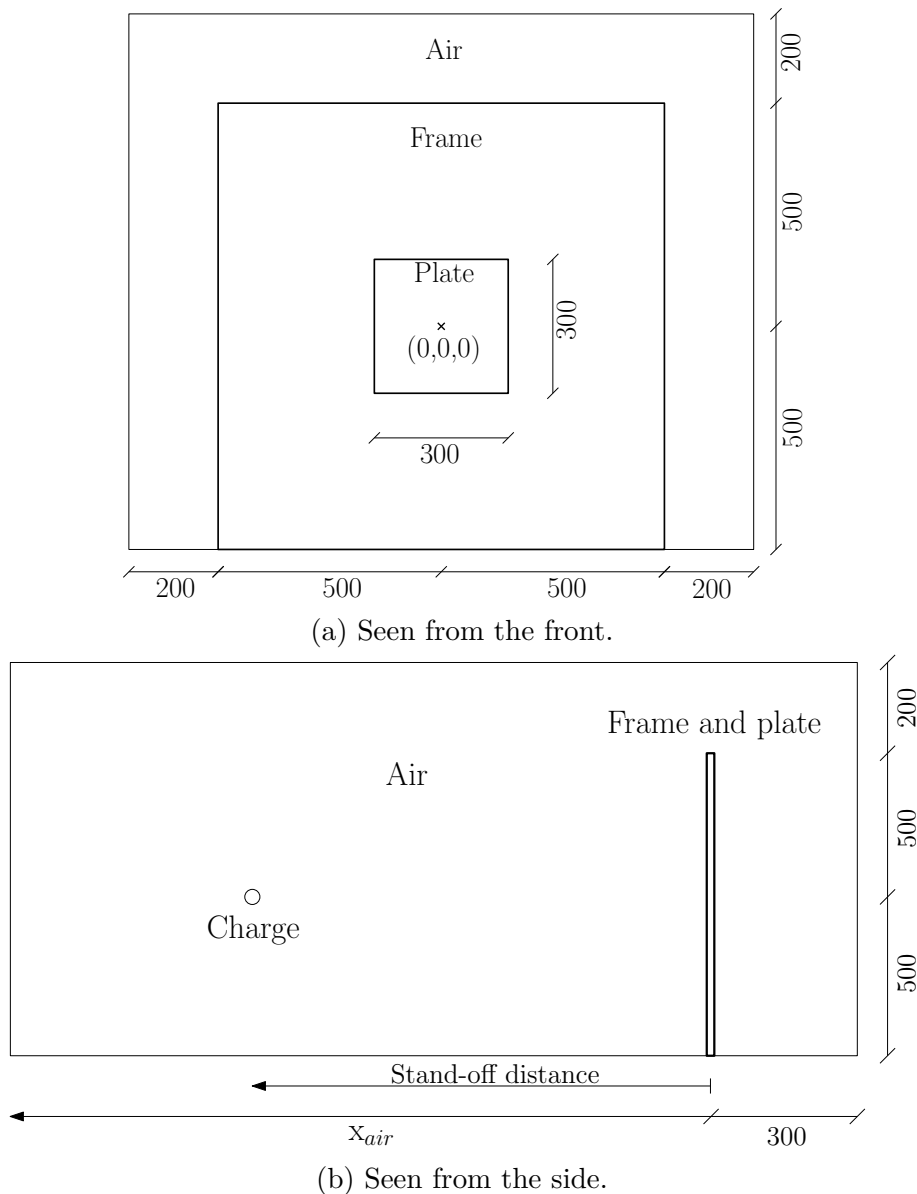 Air
200
Frame
500
Plate
(0,0,0)
300
300
500
200
500
500
200
(a) Seen from the front.
200
Frame and plate
Air
500
Charge
500
Stand-off distance
x_air
300
(b) Seen from the side.